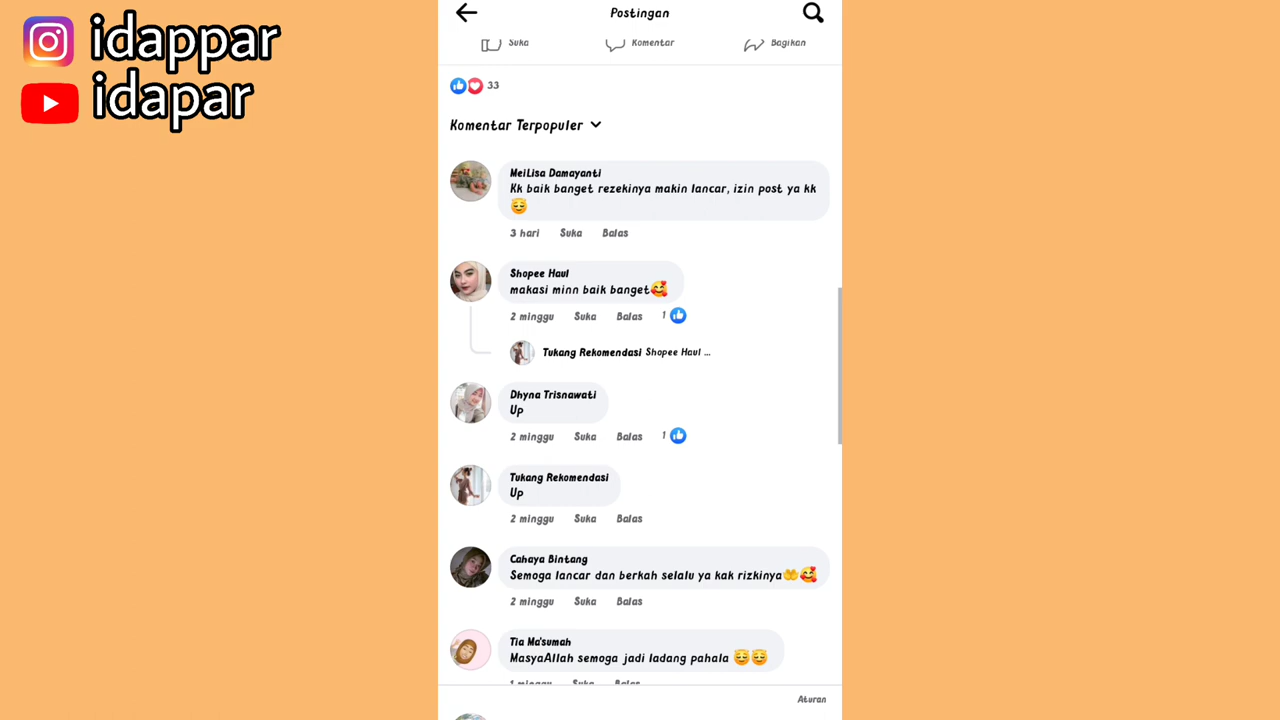 idappar
idapar
Postingan
Suka Komentar Bagikan
33
Komentar Terpopuler
MeiLisa Damayanti
Kk baik banget rezekinya makin lancar, izin post ya kk
3 hari Suka Balas
Shopee Haul
makasi minn baik banget
2 minggu Suka Balas 1
Tukang Rekomendasi Shopee Haul ...
Dhyna Trisnawati
Up
2 minggu Suka Balas 1
Tukang Rekomendasi
Up
2 minggu Suka Balas
Cahaya Bintang
Semoga lancar dan berkah selalu ya kak rizkinya
2 minggu Suka Balas
Tia Ma'sumah
MasyaAllah semoga jadi ladang pahala
1 minggu Suka Balas
Aturan